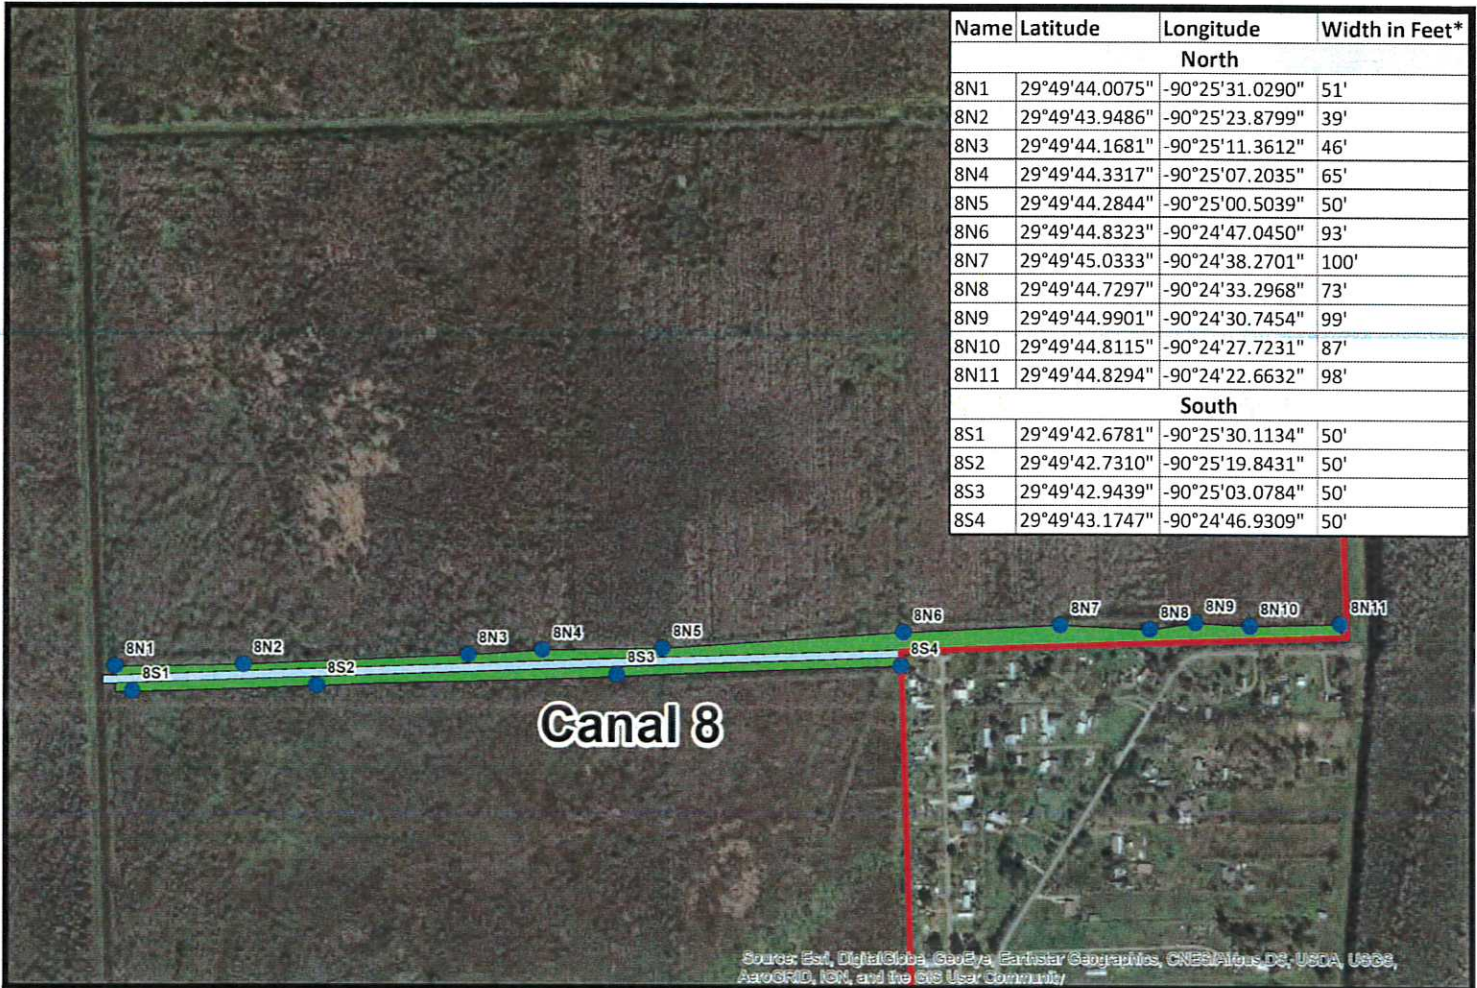 Name Latitude Longitude Width in Feet*
North
8N1 29°49'44.0075" -90°25'31.0290" 51'
8N2 29°49'43.9486" -90°25'23.8799" 39'
8N3 29°49'44.1681" -90°25'11.3612" 46'
8N4 29°49'44.3317" -90°25'07.2035" 65'
8N5 29°49'44.2844" -90°25'00.5039" 50'
8N6 29°49'44.8323" -90°24'47.0450" 93'
8N7 29°49'45.0333" -90°24'38.2701" 100'
8N8 29°49'44.7297" -90°24'33.2968" 73'
8N9 29°49'44.9901" -90°24'30.7454" 99'
8N10 29°49'44.8115" -90°24'27.7231" 87'
8N11 29°49'44.8294" -90°24'22.6632" 98'
South
8S1 29°49'42.6781" -90°25'30.1134" 50'
8S2 29°49'42.7310" -90°25'19.8431" 50'
8S3 29°49'42.9439" -90°25'03.0784" 50'
8S4 29°49'43.1747" -90°24'46.9309" 50'
8N1 8N2 8N3 8N4 8N5 8N6 8N7 8N8 8N9 8N10 8N11
8S1 8S2 8S3 8S4
Canal 8
Source: Esri, DigitalGlobe, GeoEye, Earthstar Geographics, CNES/Airbus DS, USDA, USGS,
AeroGRID, IGN, and the GIS User Community